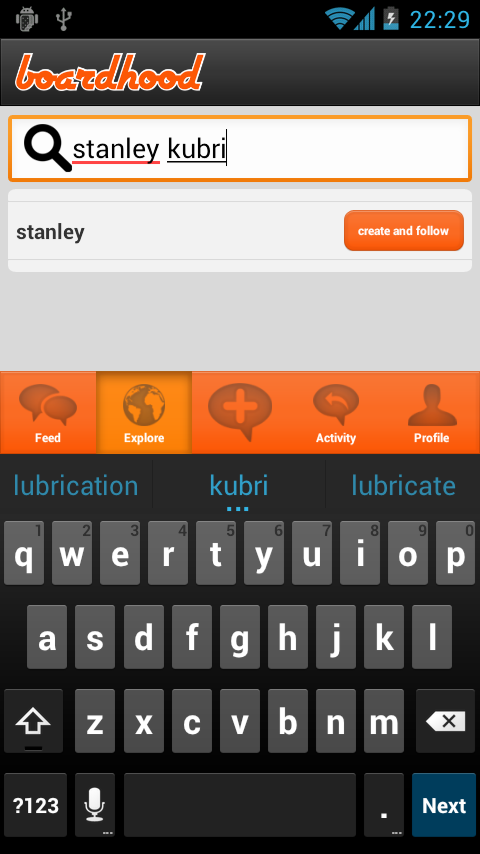 22:29
boardhood
stanley kubri
stanley create and follow
Feed Explore Activity Profile
lubrication kubri lubricate
1 2 3 4 5 6 7 8 9 0
q w e r t y u i o p
a s d f g h j k l
z x c v b n m
?123 . Next